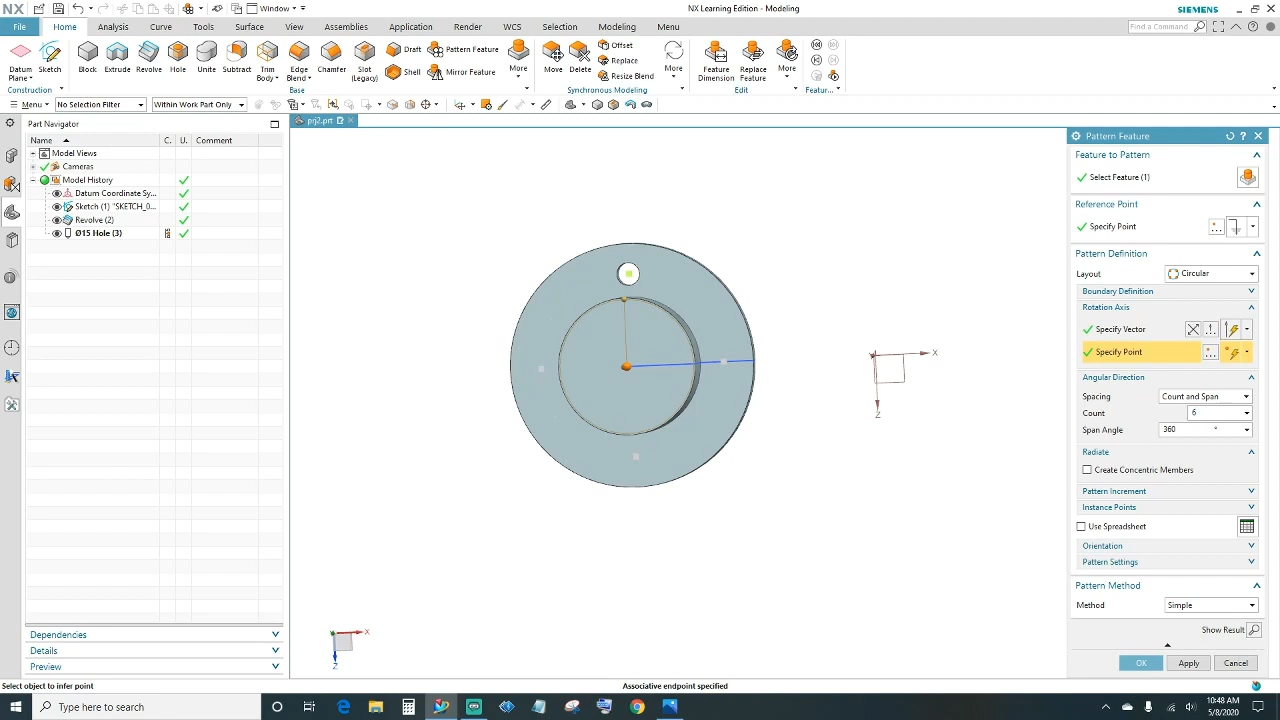 NX
Window
NX Learning Edition - Modeling
SIEMENS
File Home Analysis Curve Tools Surface View Assemblies Application Render WCS Selection Modeling Menu
Find a Command
Datum Plane
Sketch
Block
Extrude
Revolve
Hole
Unite
Subtract
Trim Body
Edge Blend
Chamfer
Slot (Legacy)
Draft
Shell
Pattern Feature
Mirror Feature
More
Move
Delete
Offset
Replace
Resize Blend
More
Feature Dimension
Replace Feature
More
Construction
Base
Synchronous Modeling
Edit
Featur...
Menu
No Selection Filter
Within Work Part Only
Part Navigator
prj2.prt
Name C. U. Comment
Model Views
Cameras
Model History
Datum Coordinate Sy...
Sketch (1) "SKETCH_0...
Revolve (2)
Ø15 Hole (3)
Dependencies
Details
Preview
X
Z
X
Z
Pattern Feature
Feature to Pattern
Select Feature (1)
Reference Point
Specify Point
Pattern Definition
Layout Circular
Boundary Definition
Rotation Axis
Specify Vector
Specify Point
Angular Direction
Spacing Count and Span
Count 6
Span Angle 360 °
Radiate
Create Concentric Members
Pattern Increment
Instance Points
Use Spreadsheet
Orientation
Pattern Settings
Pattern Method
Method Simple
Show Result
OK Apply Cancel
Select object to infer point
Associative endpoint specified
Type here to search
10:48 AM
5/8/2020